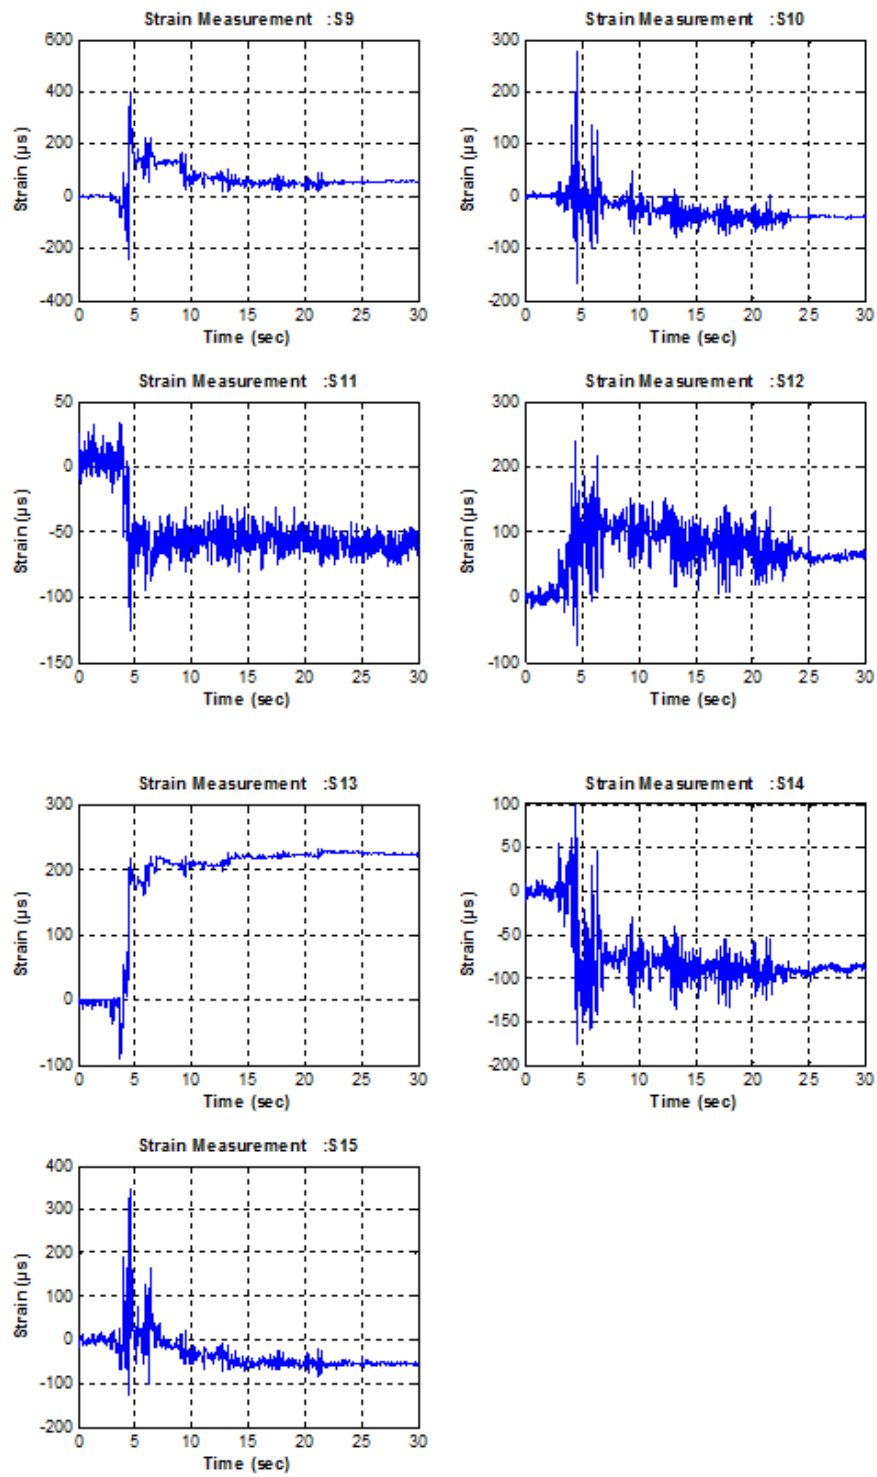 Strain Measurement :S9
600
400
200
0
-200
-400
Strain (µs)
0 5 10 15 20 25 30
Time (sec)
Strain Measurement :S10
300
200
100
0
-100
-200
Strain (µs)
0 5 10 15 20 25 30
Time (sec)
Strain Measurement :S11
50
0
-50
-100
-150
Strain (µs)
0 5 10 15 20 25 30
Time (sec)
Strain Measurement :S12
300
200
100
0
-100
Strain (µs)
0 5 10 15 20 25 30
Time (sec)
Strain Measurement :S13
300
200
100
0
-100
Strain (µs)
0 5 10 15 20 25 30
Time (sec)
Strain Measurement :S14
100
50
0
-50
-100
-150
-200
Strain (µs)
0 5 10 15 20 25 30
Time (sec)
Strain Measurement :S15
400
300
200
100
0
-100
-200
Strain (µs)
0 5 10 15 20 25 30
Time (sec)